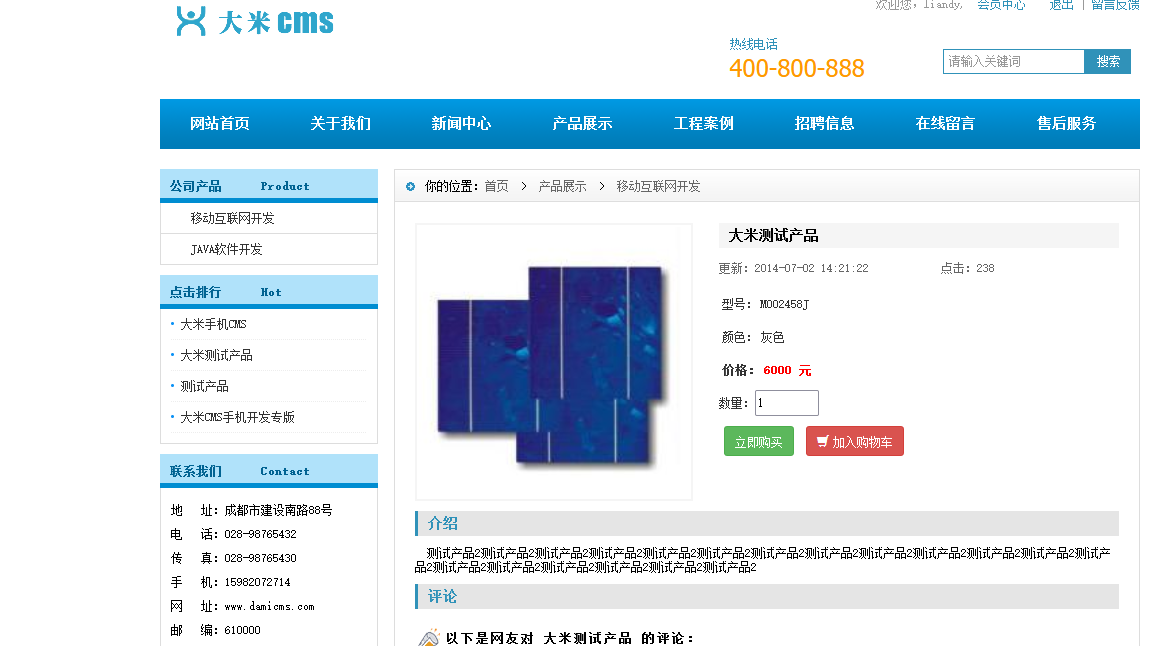 欢迎您，liandy, 会员中心 退出 | 留言反馈
大米cms
热线电话
400-800-888
请输入关键词 搜索
网站首页 关于我们 新闻中心 产品展示 工程案例 招聘信息 在线留言 售后服务
公司产品 Product
移动互联网开发
JAVA软件开发
点击排行 Hot
大米手机CMS
大米测试产品
测试产品
大米CMS手机开发专版
联系我们 Contact
地 址：成都市建设南路88号
电 话：028-98765432
传 真：028-98765430
手 机：15982072714
网 址：www.damicms.com
邮 编：610000
你的位置：首页 > 产品展示 > 移动互联网开发
大米测试产品
更新：2014-07-02 14:21:22 点击：238
型号： M002458J
颜色： 灰色
价格： 6000 元
数量：1
立即购买 加入购物车
介绍
测试产品2测试产品2测试产品2测试产品2测试产品2测试产品2测试产品2测试产品2测试产品2测试产品2测试产品2测试产品2测试产
品2测试产品2测试产品2测试产品2测试产品2测试产品2测试产品2
评论
以下是网友对 大米测试产品 的评论：